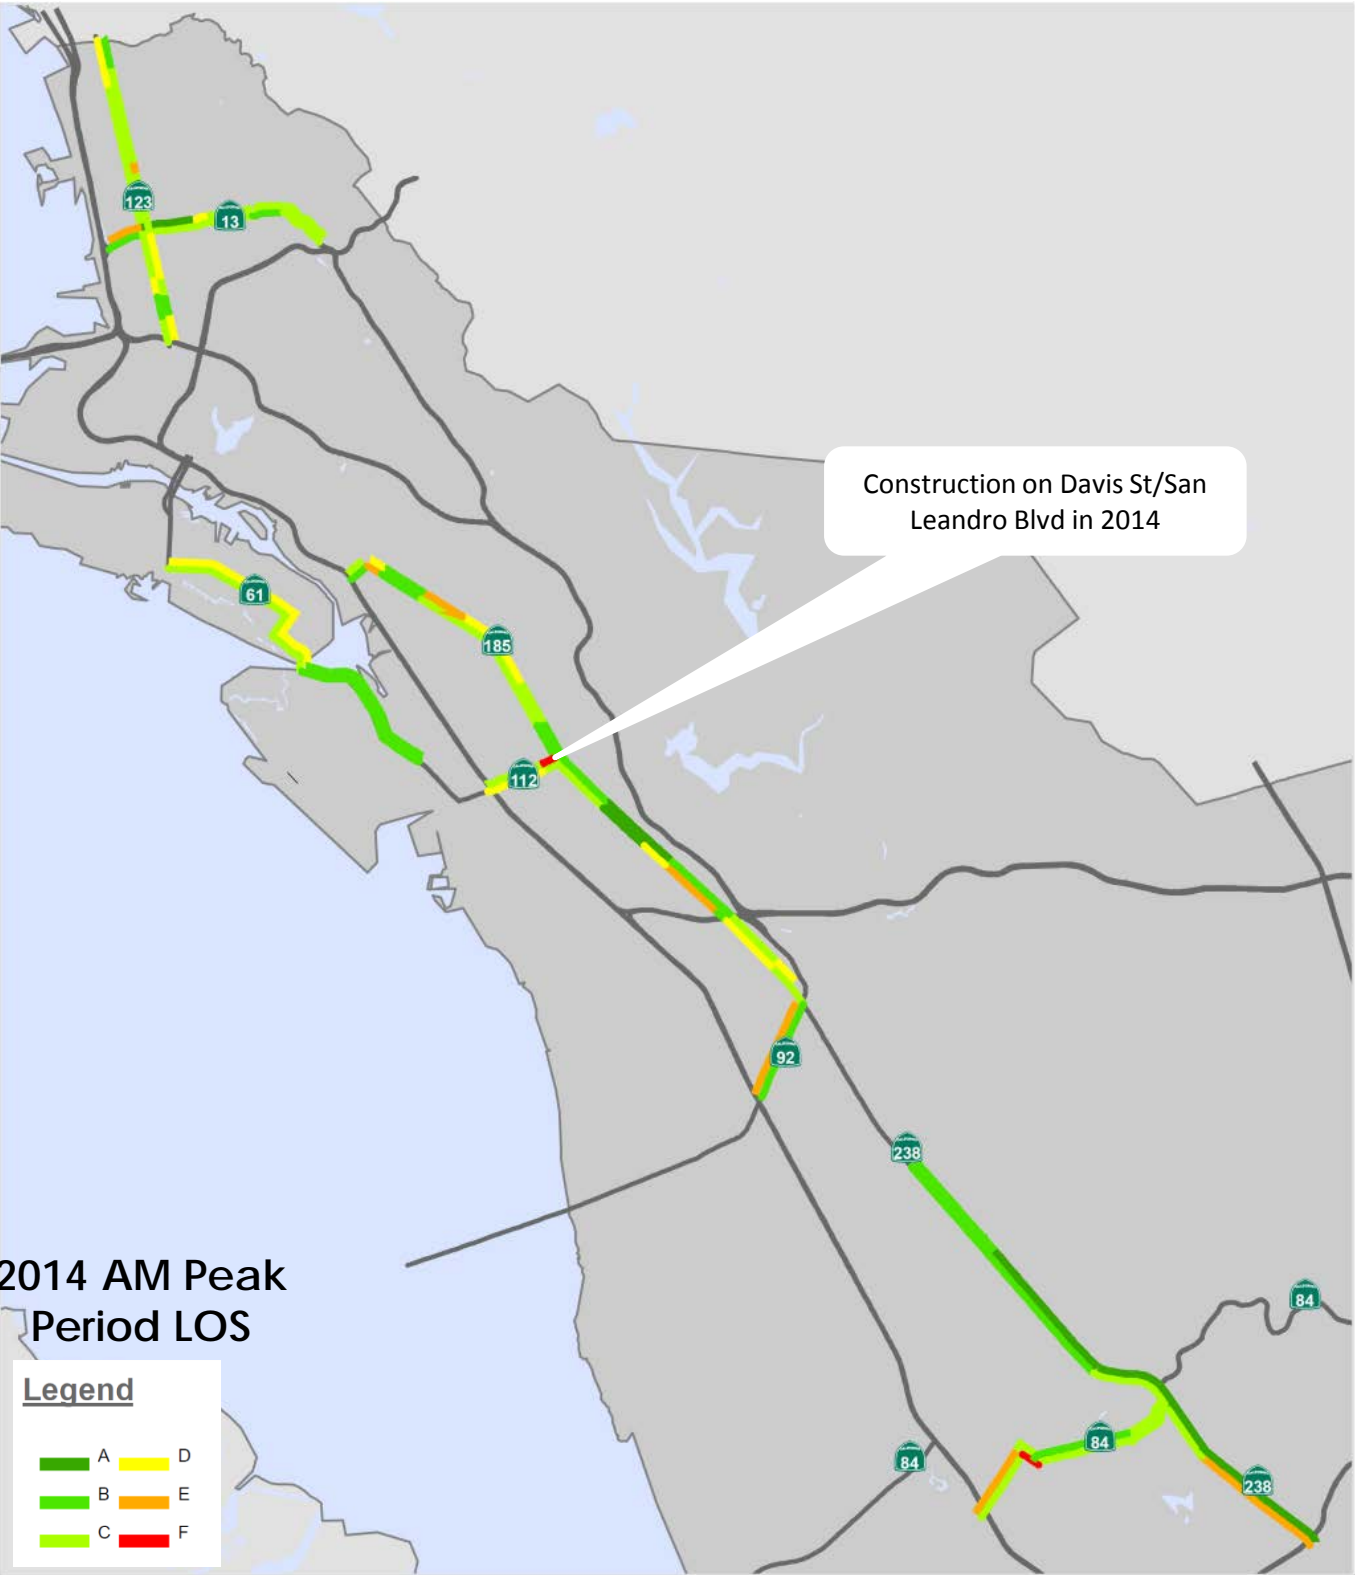 123
13
Construction on Davis St/San
Leandro Blvd in 2014
61
185
112
92
238
84
84
84
238
2014 AM Peak
Period LOS
Legend
A D
B E
C F